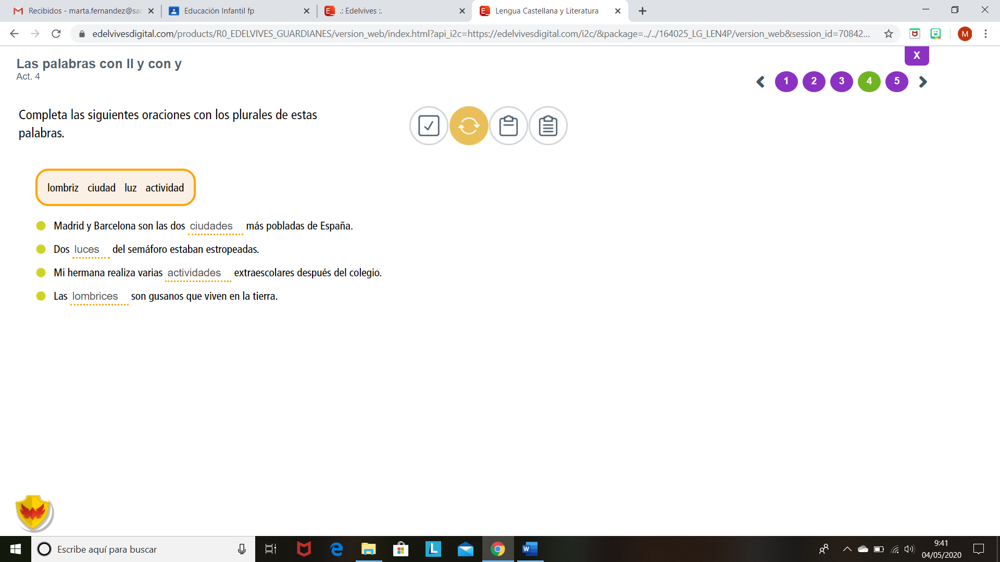 Recibidos - marta.fernandez@sa
Educación Infantil fp
.: Edelvives :.
Lengua Castellana y Literatura
edelvivesdigital.com/products/R0_EDELVIVES_GUARDIANES/version_web/index.html?api_i2c=https://edelvivesdigital.com/i2c/&package=../../164025_LG_LEN4P/version_web&session_id=70842...
M
X
Las palabras con ll y con y
Act. 4
1 2 3 4 5
Completa las siguientes oraciones con los plurales de estas
palabras.
lombriz ciudad luz actividad
Madrid y Barcelona son las dos ciudades más pobladas de España.
Dos luces del semáforo estaban estropeadas.
Mi hermana realiza varias actividades extraescolares después del colegio.
Las lombrices son gusanos que viven en la tierra.
Escribe aquí para buscar
9:41
04/05/2020